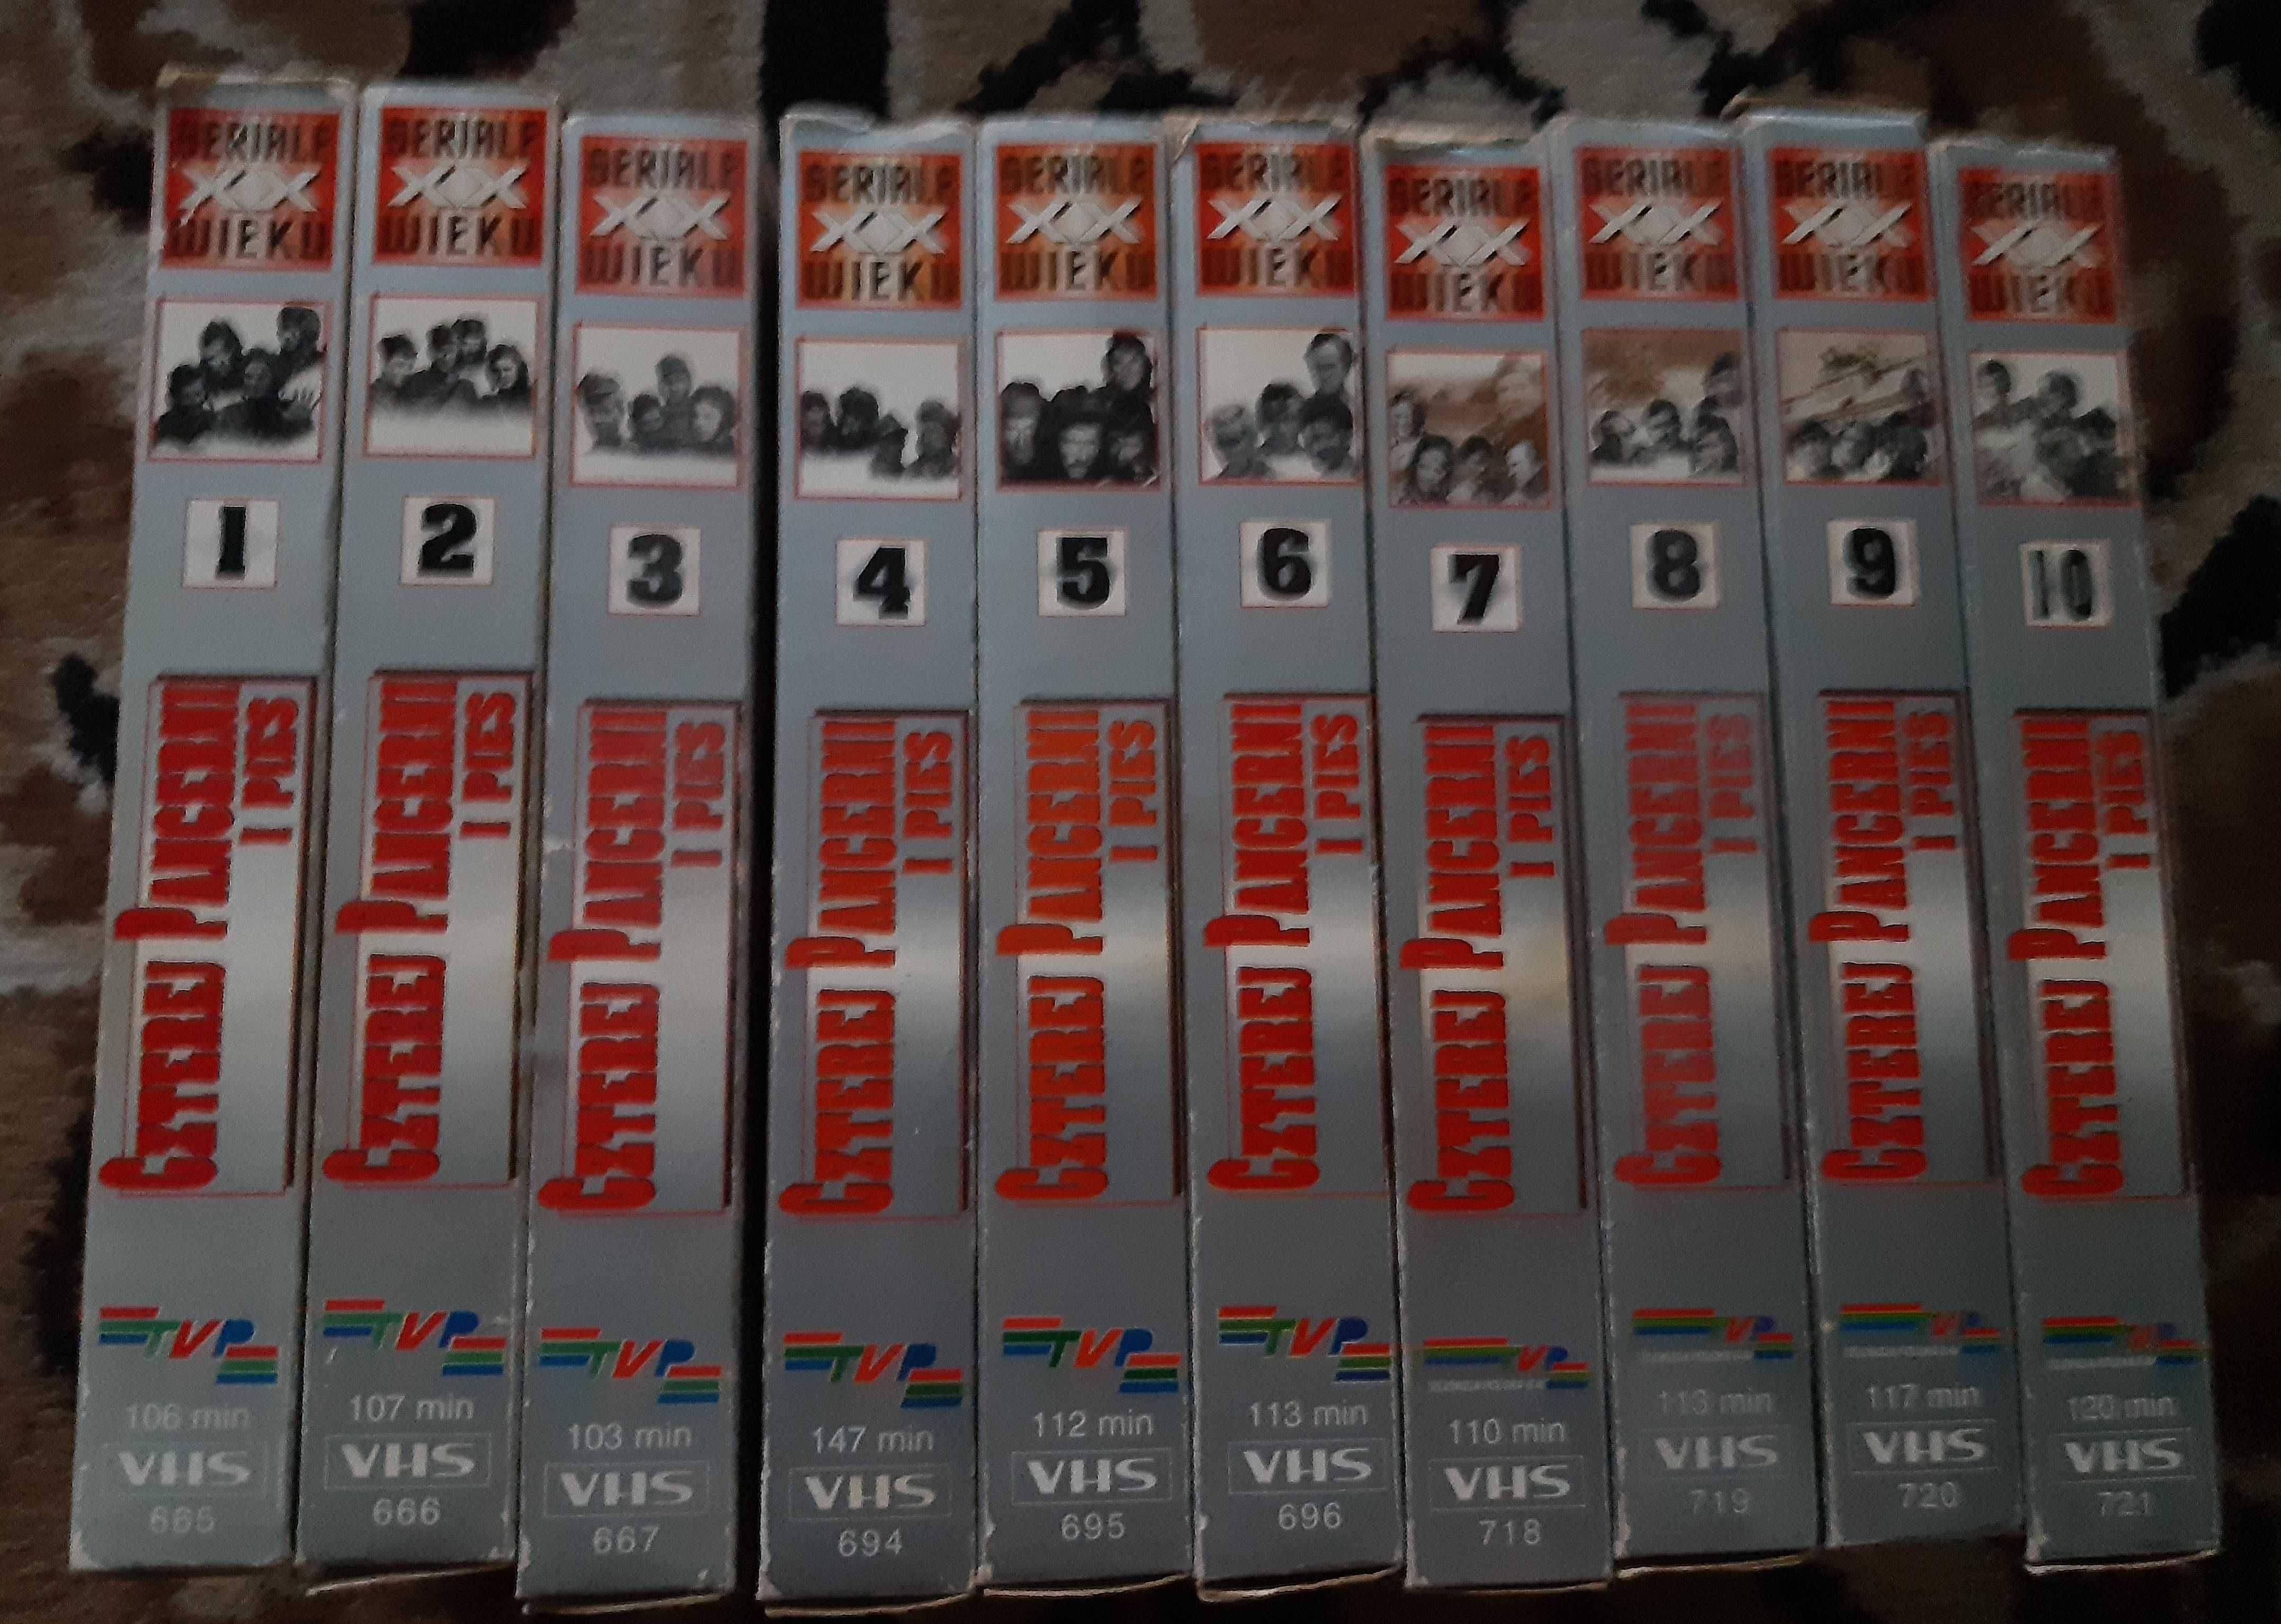 SERIALE
XX
WIEKU
1
CZTEREJ PANCERNI
I PIES
TVP
106 min
VHS
665
SERIALE
XX
WIEKU
2
CZTEREJ PANCERNI
I PIES
TVP
107 min
VHS
666
SERIALE
XX
WIEKU
3
CZTEREJ PANCERNI
I PIES
TVP
103 min
VHS
667
SERIALE
XX
WIEKU
4
CZTEREJ PANCERNI
I PIES
TVP
147 min
VHS
694
SERIALE
XX
WIEKU
5
CZTEREJ PANCERNI
I PIES
TVP
112 min
VHS
695
SERIALE
XX
WIEKU
6
CZTEREJ PANCERNI
I PIES
TVP
113 min
VHS
696
SERIALE
XX
WIEKU
7
CZTEREJ PANCERNI
I PIES
TVP
110 min
VHS
718
SERIALE
XX
WIEKU
8
CZTEREJ PANCERNI
I PIES
TVP
113 min
VHS
719
SERIALE
XX
WIEKU
9
CZTEREJ PANCERNI
I PIES
TVP
117 min
VHS
720
SERIALE
XX
WIEKU
10
CZTEREJ PANCERNI
I PIES
TVP
120 min
VHS
721